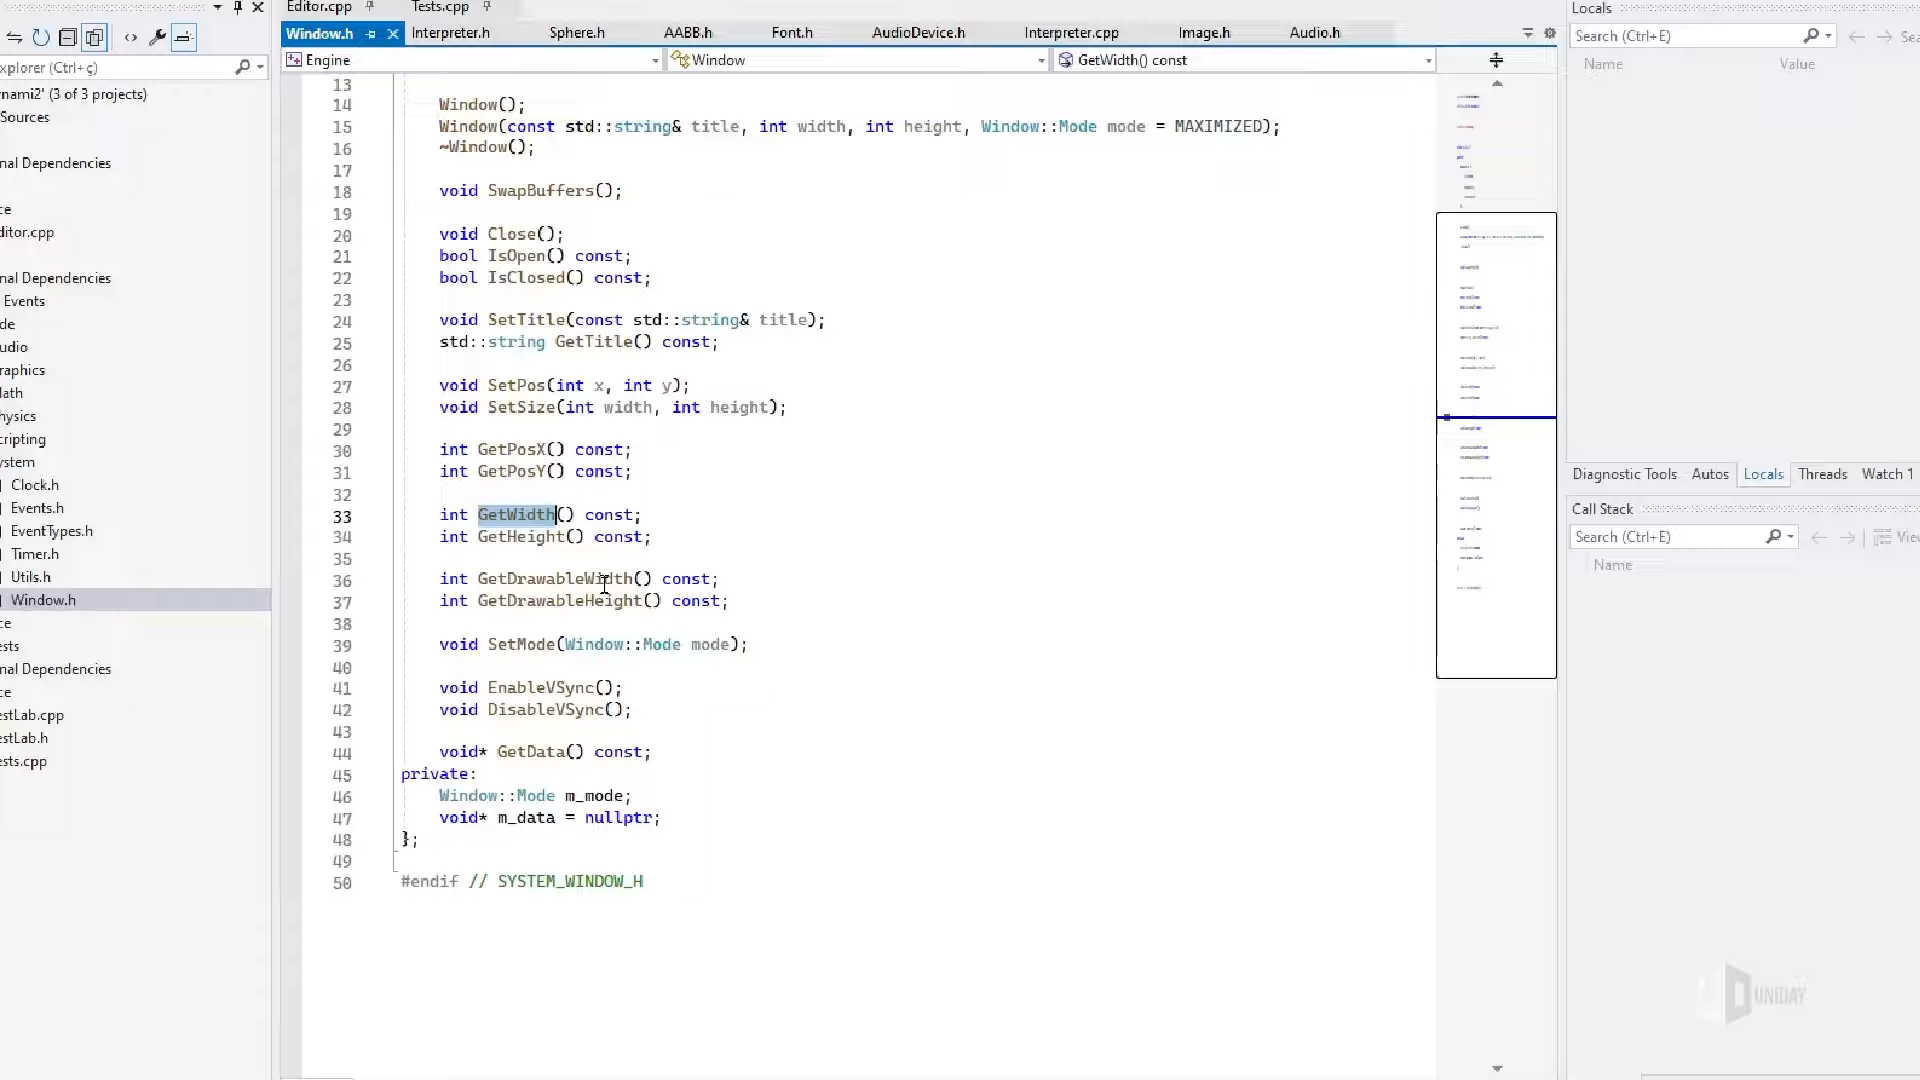 Editor.cpp Tests.cpp
Window.h Interpreter.h Sphere.h AABB.h Font.h AudioDevice.h Interpreter.cpp Image.h Audio.h
Engine Window GetWidth() const
xplorer (Ctrl+ç)
nami2' (3 of 3 projects)
Sources
nal Dependencies
ce
ditor.cpp
nal Dependencies
Events
de
udio
raphics
lath
hysics
cripting
ystem
Clock.h
Events.h
EventTypes.h
Timer.h
Utils.h
Window.h
ce
ests
nal Dependencies
ce
estLab.cpp
estLab.h
ests.cpp
13
14 Window();
15 Window(const std::string& title, int width, int height, Window::Mode mode = MAXIMIZED);
16 ~Window();
17
18 void SwapBuffers();
19
20 void Close();
21 bool IsOpen() const;
22 bool IsClosed() const;
23
24 void SetTitle(const std::string& title);
25 std::string GetTitle() const;
26
27 void SetPos(int x, int y);
28 void SetSize(int width, int height);
29
30 int GetPosX() const;
31 int GetPosY() const;
32
33 int GetWidth() const;
34 int GetHeight() const;
35
36 int GetDrawableWidth() const;
37 int GetDrawableHeight() const;
38
39 void SetMode(Window::Mode mode);
40
41 void EnableVSync();
42 void DisableVSync();
43
44 void* GetData() const;
45 private:
46 Window::Mode m_mode;
47 void* m_data = nullptr;
48 };
49
50 #endif // SYSTEM_WINDOW_H
Locals
Search (Ctrl+E) Sea
Name Value
Diagnostic Tools Autos Locals Threads Watch 1
Call Stack
Search (Ctrl+E) View
Name
UNIDAY